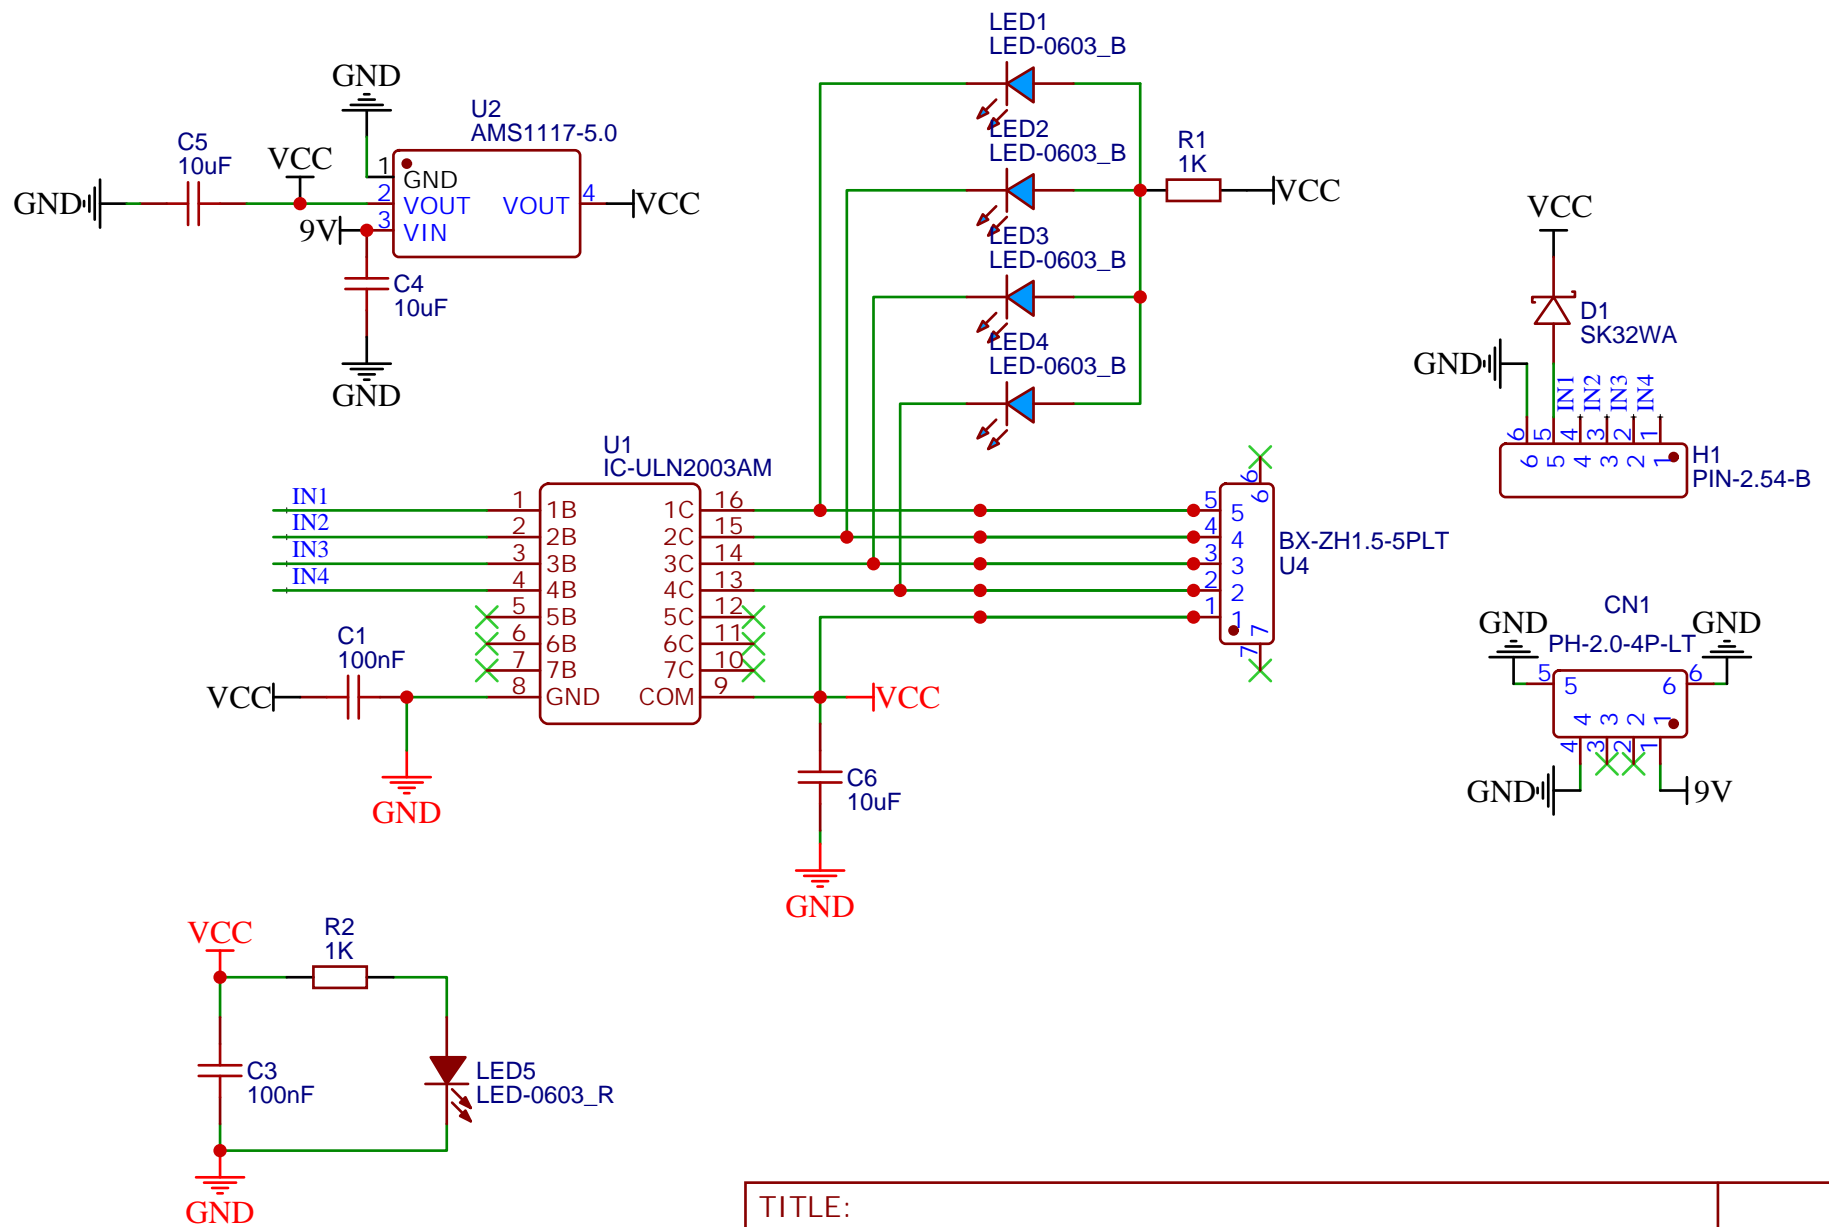 LED1
LED-0603_B
GND
U2
AMS1117-5.0
C5
10uF
VCC
GND
1
GND
2
VOUT
VOUT
4
VCC
9V
3
VIN
C4
10uF
GND
LED2
LED-0603_B
R1
1K
VCC
LED3
LED-0603_B
LED4
LED-0603_B
VCC
D1
SK32WA
GND
IN1
IN2
IN3
IN4
6
5
4
3
2
1
6
5
4
3
2
1
H1
PIN-2.54-B
U1
IC-ULN2003AM
IN1
1
1B
1C
16
IN2
2
2B
2C
15
IN3
3
3B
3C
14
IN4
4
4B
4C
13
5
5B
5C
12
6
6B
6C
11
7
7B
7C
10
8
GND
COM
9
6
6
5
5
4
4
3
3
2
2
1
1
7
7
BX-ZH1.5-5PLT
U4
C1
100nF
VCC
GND
VCC
C6
10uF
GND
CN1
GND
PH-2.0-4P-LT
GND
5
5
6
6
4
3
2
1
4
3
2
1
GND
9V
VCC
R2
1K
C3
100nF
LED5
LED-0603_R
GND
TITLE: